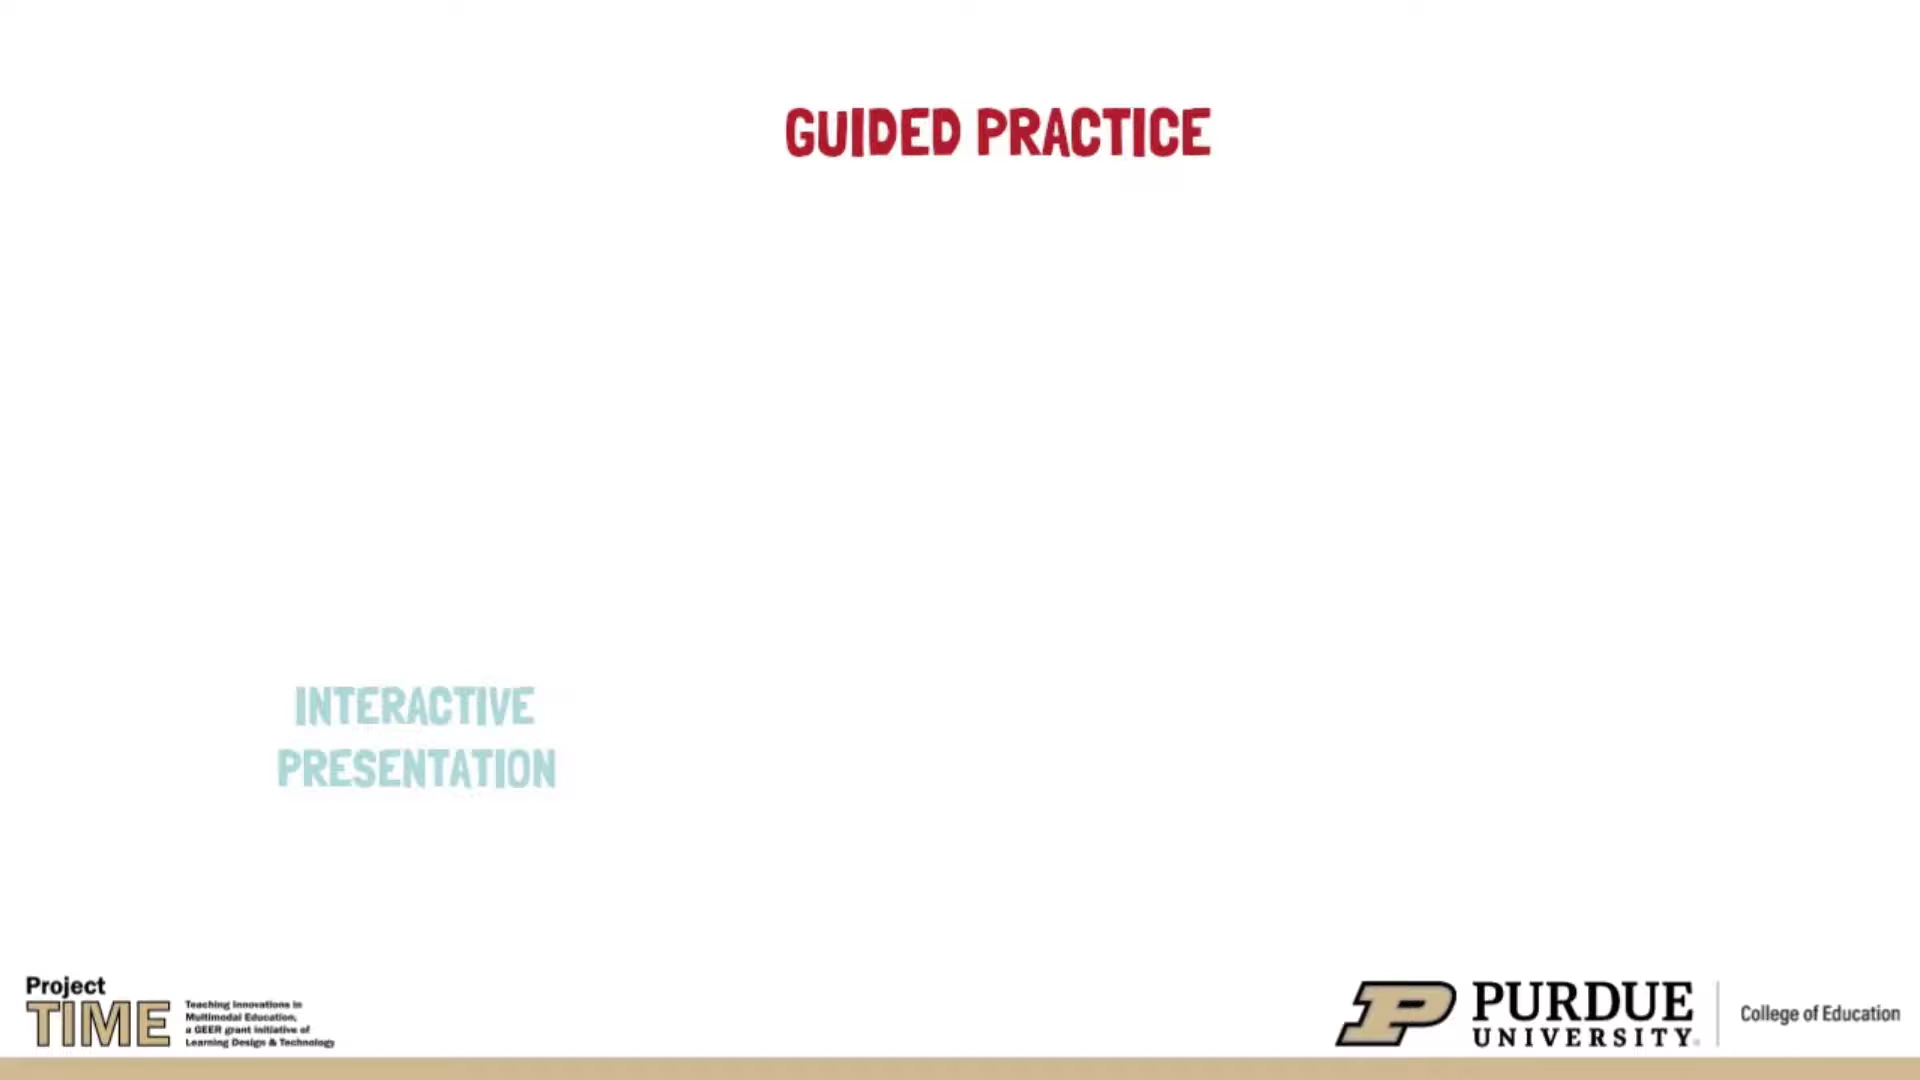 GUIDED PRACTICE
INTERACTIVE
PRESENTATION
Project
TIME
Teaching Innovations in
Multimodal Education,
a GEER grant initiative of
Learning Design & Technology
PURDUE
UNIVERSITY®
College of Education